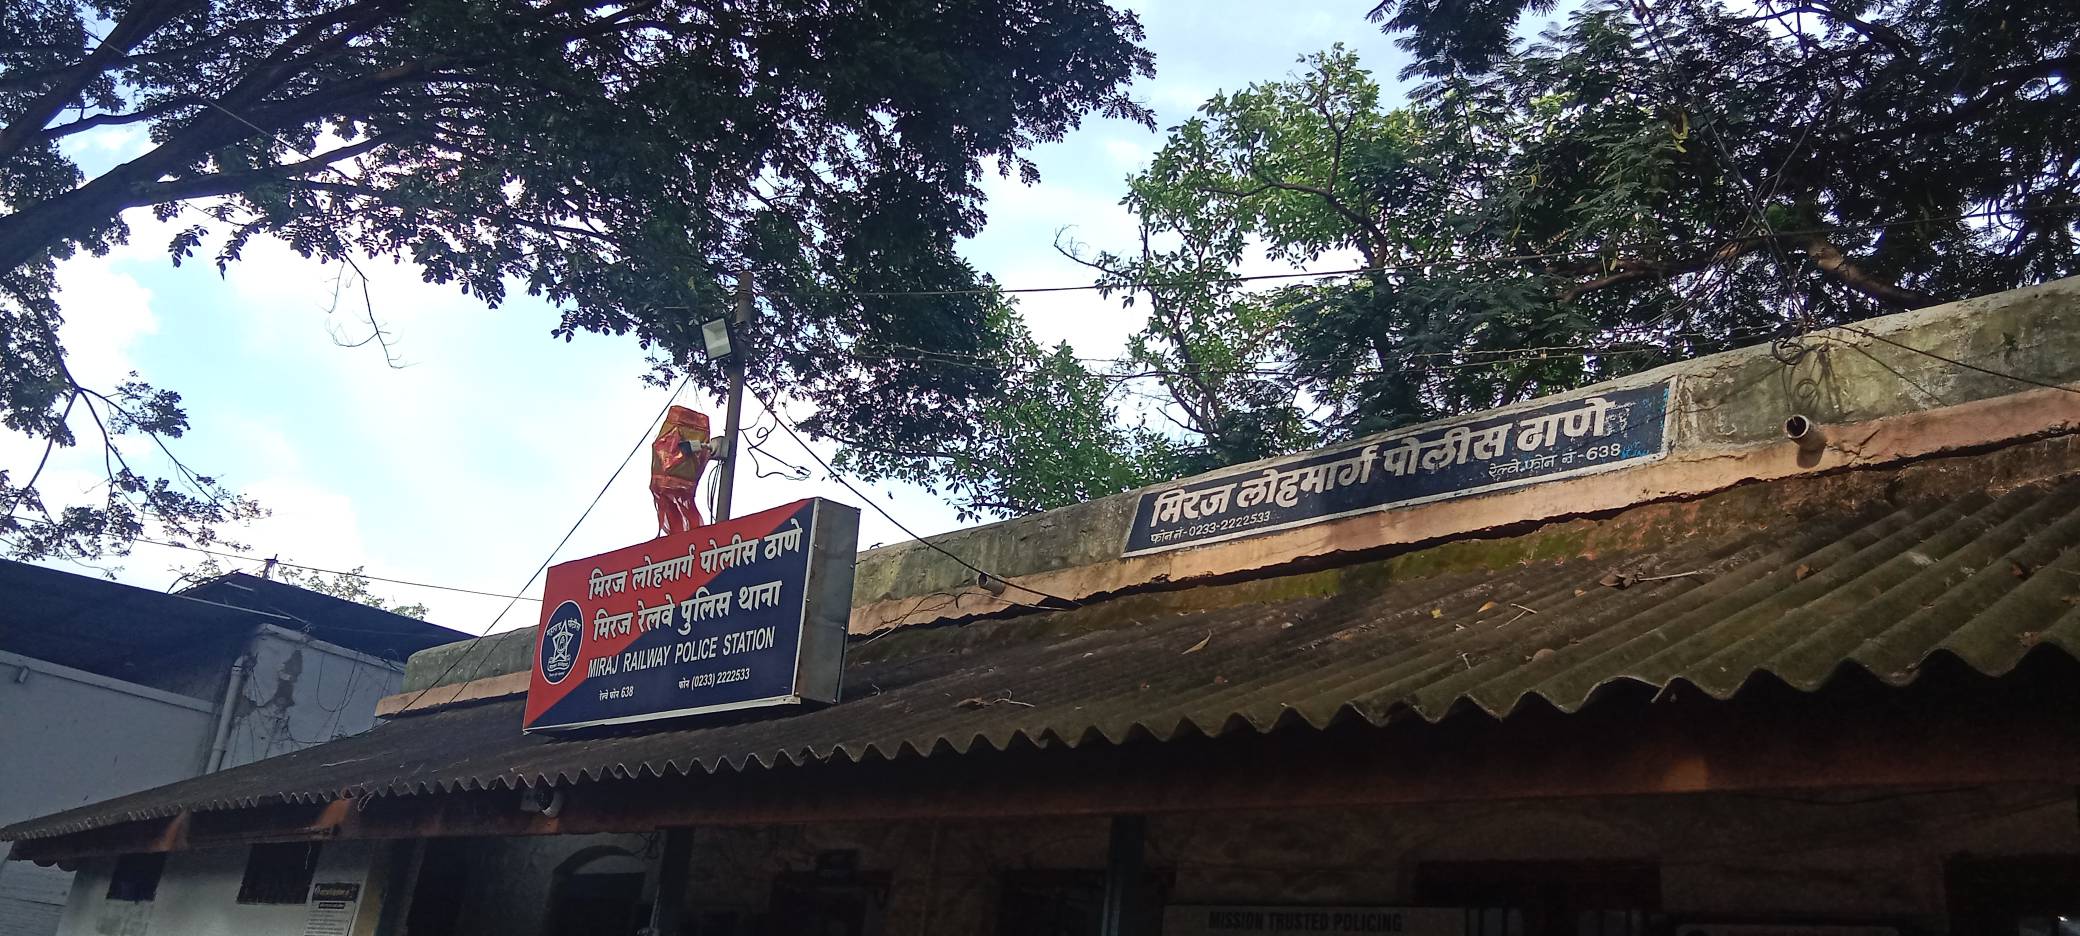 मिरज लोहमार्ग पोलीस ठाणे
मिरज रेलवे पुलिस थाना
MIRAJ RAILWAY POLICE STATION
रेल्वे फोन 638 फोन (0233) 2222533
मिरज लोहमार्ग पोलीस ठाणे
फोन नं-0233-2222533 रेल्वे-फोन नं-638
MISSION TRUSTED POLICING